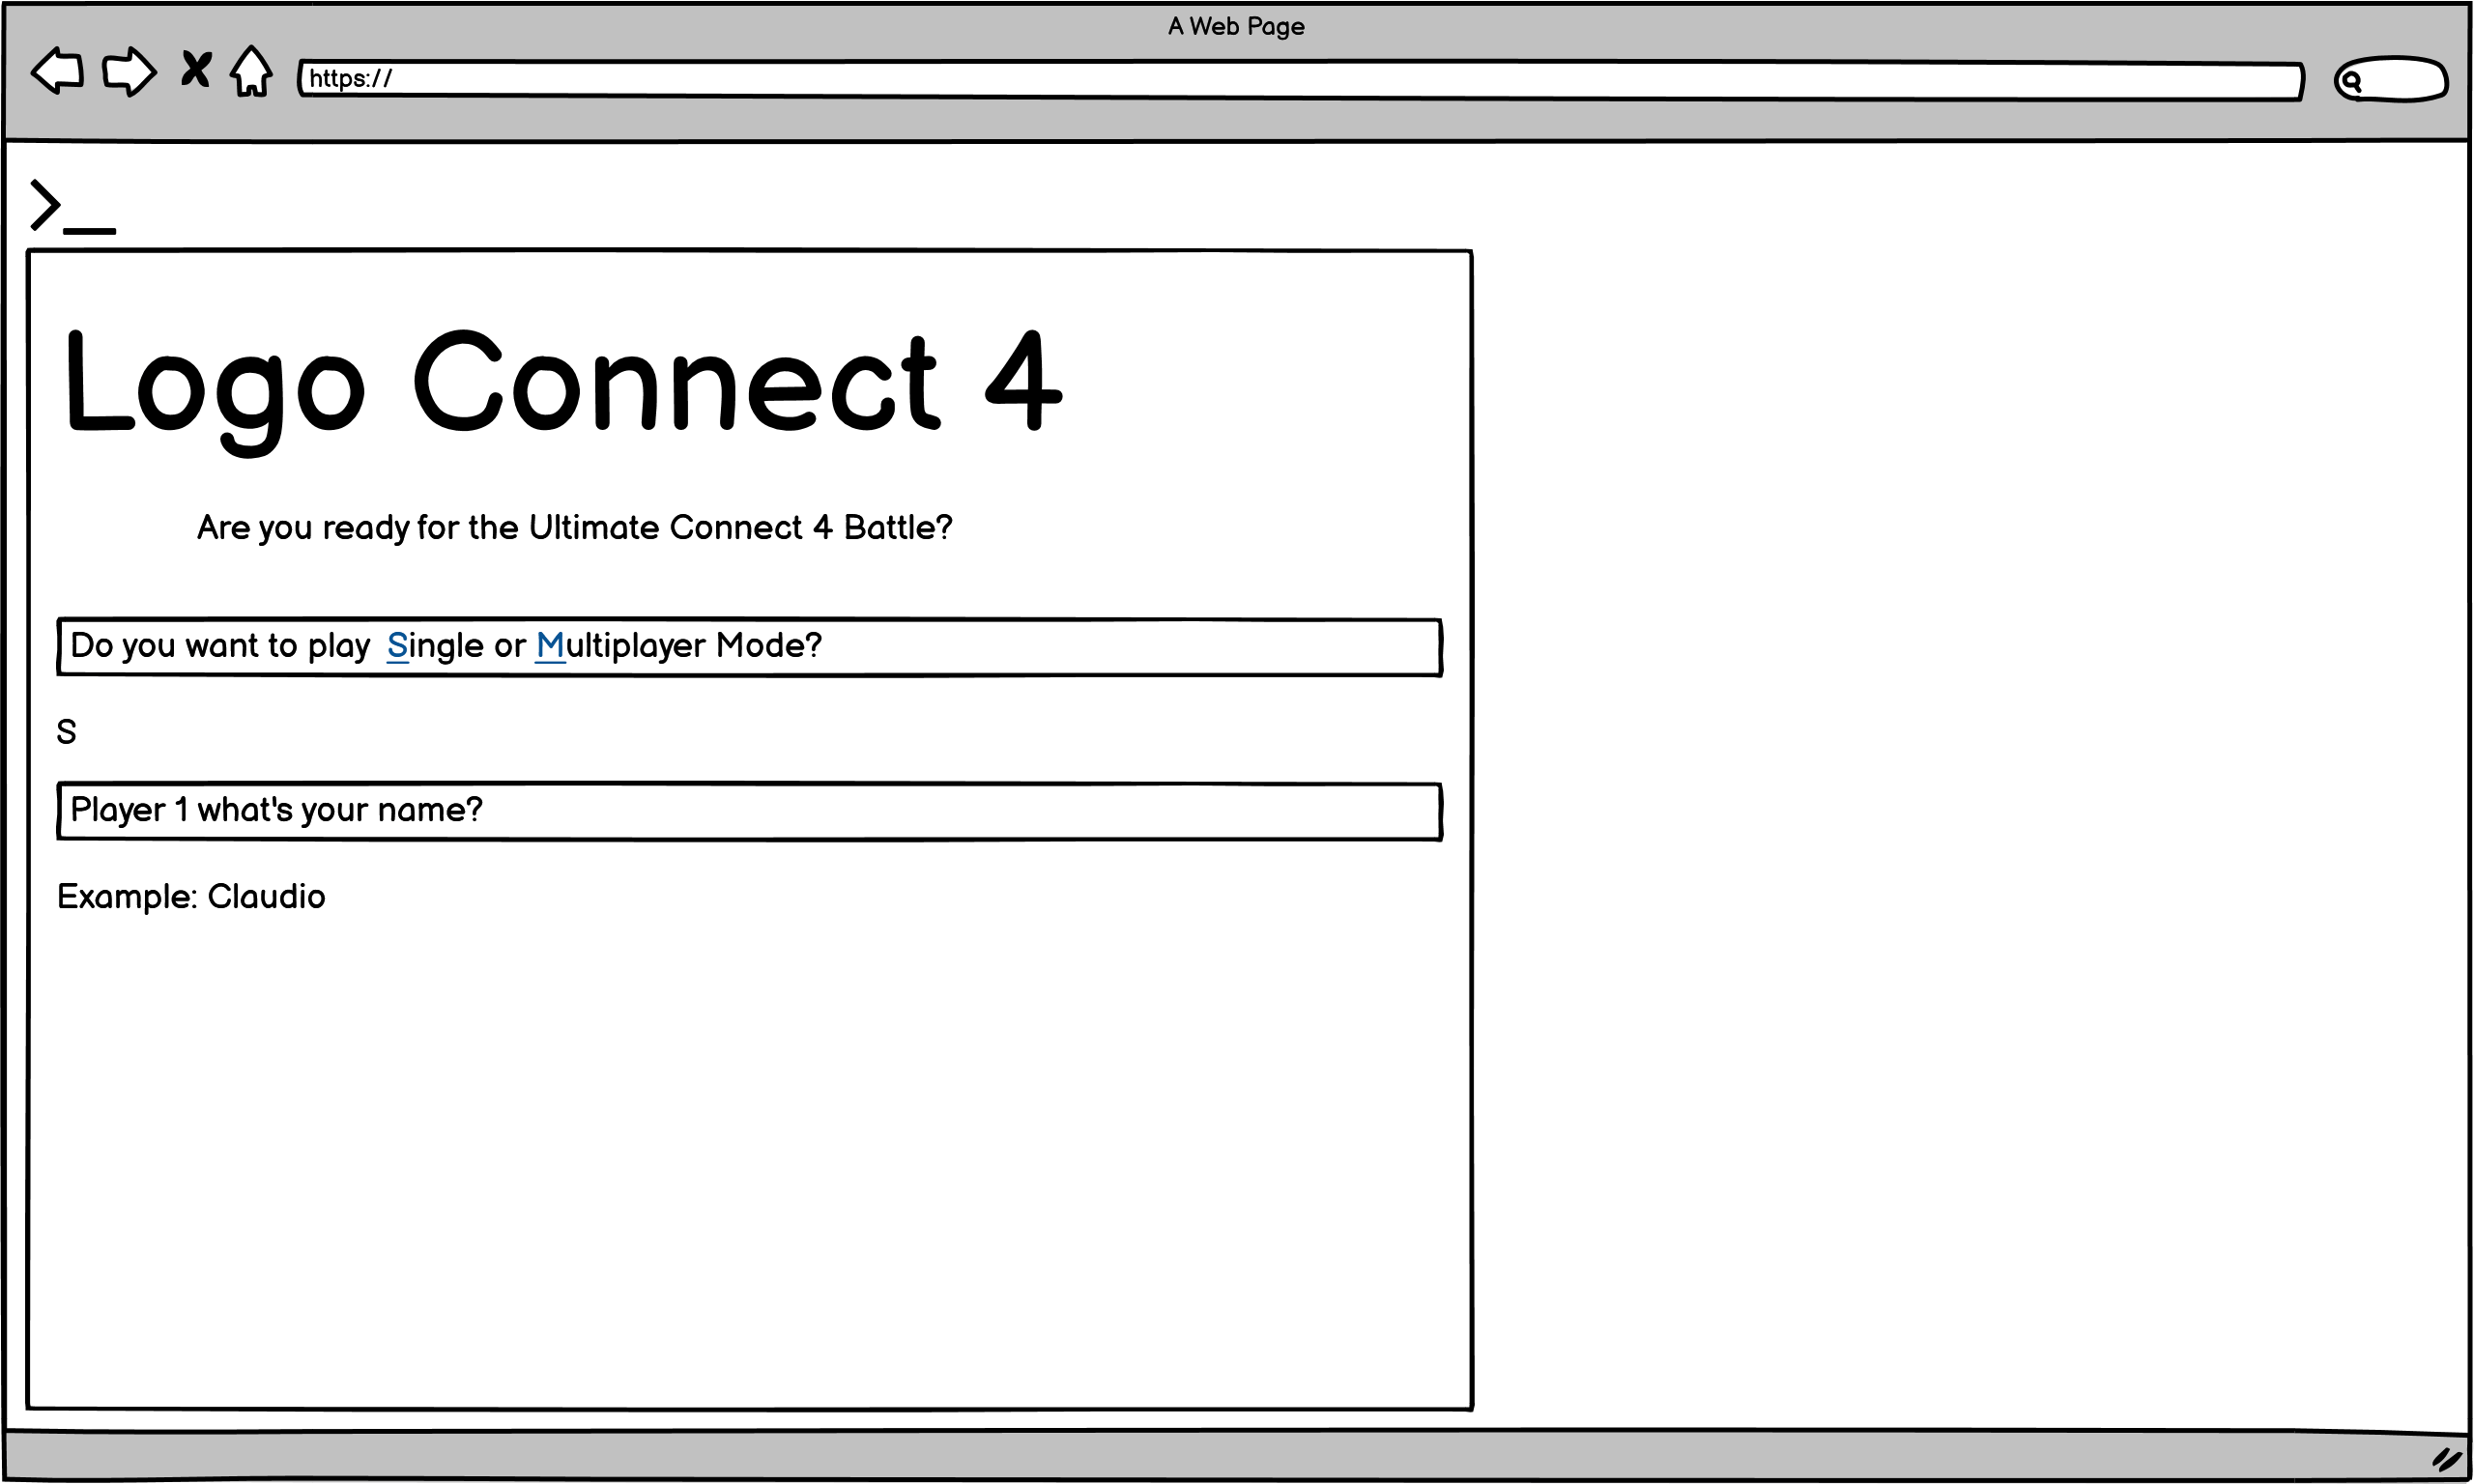 A Web Page
https://
>_
Logo Connect 4
Are you ready for the Ultimate Connect 4 Battle?
Do you want to play Single or Multiplayer Mode?
S
Player 1 what's your name?
Example: Claudio